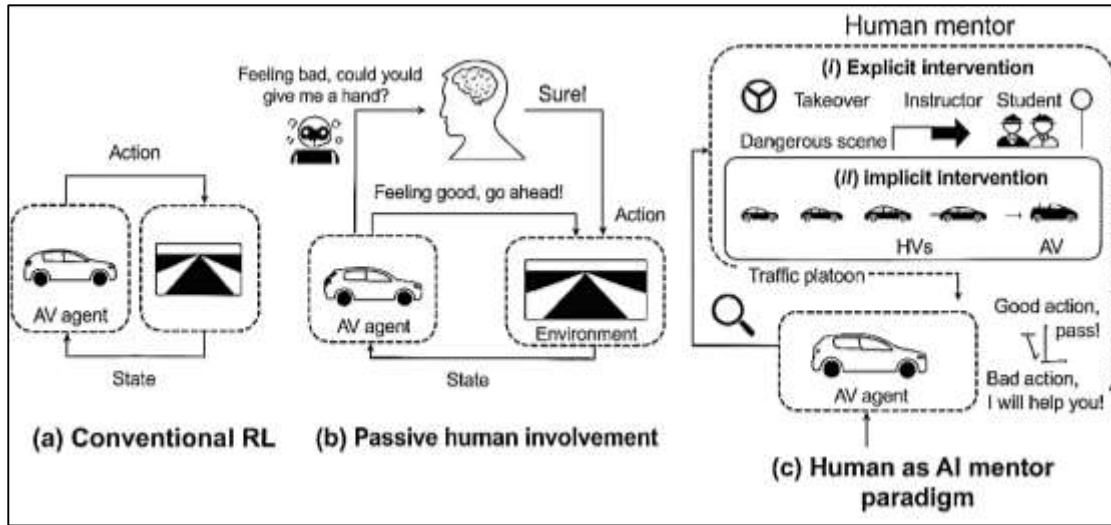 Action
AV agent
State
(a) Conventional RL
Feeling bad, could yould
give me a hand?
Sure!
Feeling good, go ahead!
Action
AV agent
Environment
State
(b) Passive human involvement
Human mentor
(i) Explicit intervention
Takeover
Instructor
Student
Dangerous scene
(iI) implicit intervention
HVs
AV
Traffic platoon
Good action,
pass!
AV agent
Bad action,
I will help you!
(c) Human as AI mentor
paradigm